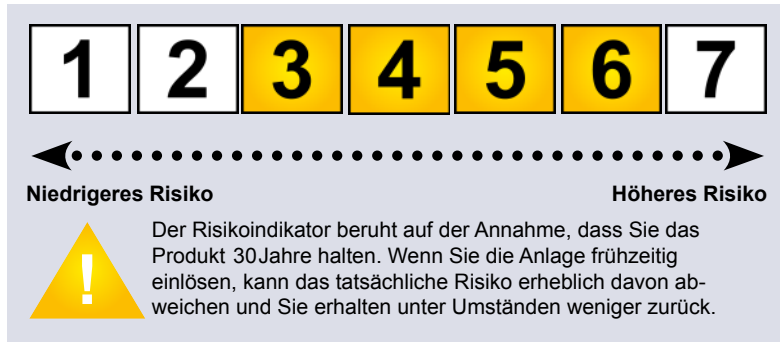 1 2 3 4 5 6 7
Niedrigeres Risiko Höheres Risiko
!
Der Risikoindikator beruht auf der Annahme, dass Sie das
Produkt 30 Jahre halten. Wenn Sie die Anlage frühzeitig
einlösen, kann das tatsächliche Risiko erheblich davon ab-
weichen und Sie erhalten unter Umständen weniger zurück.